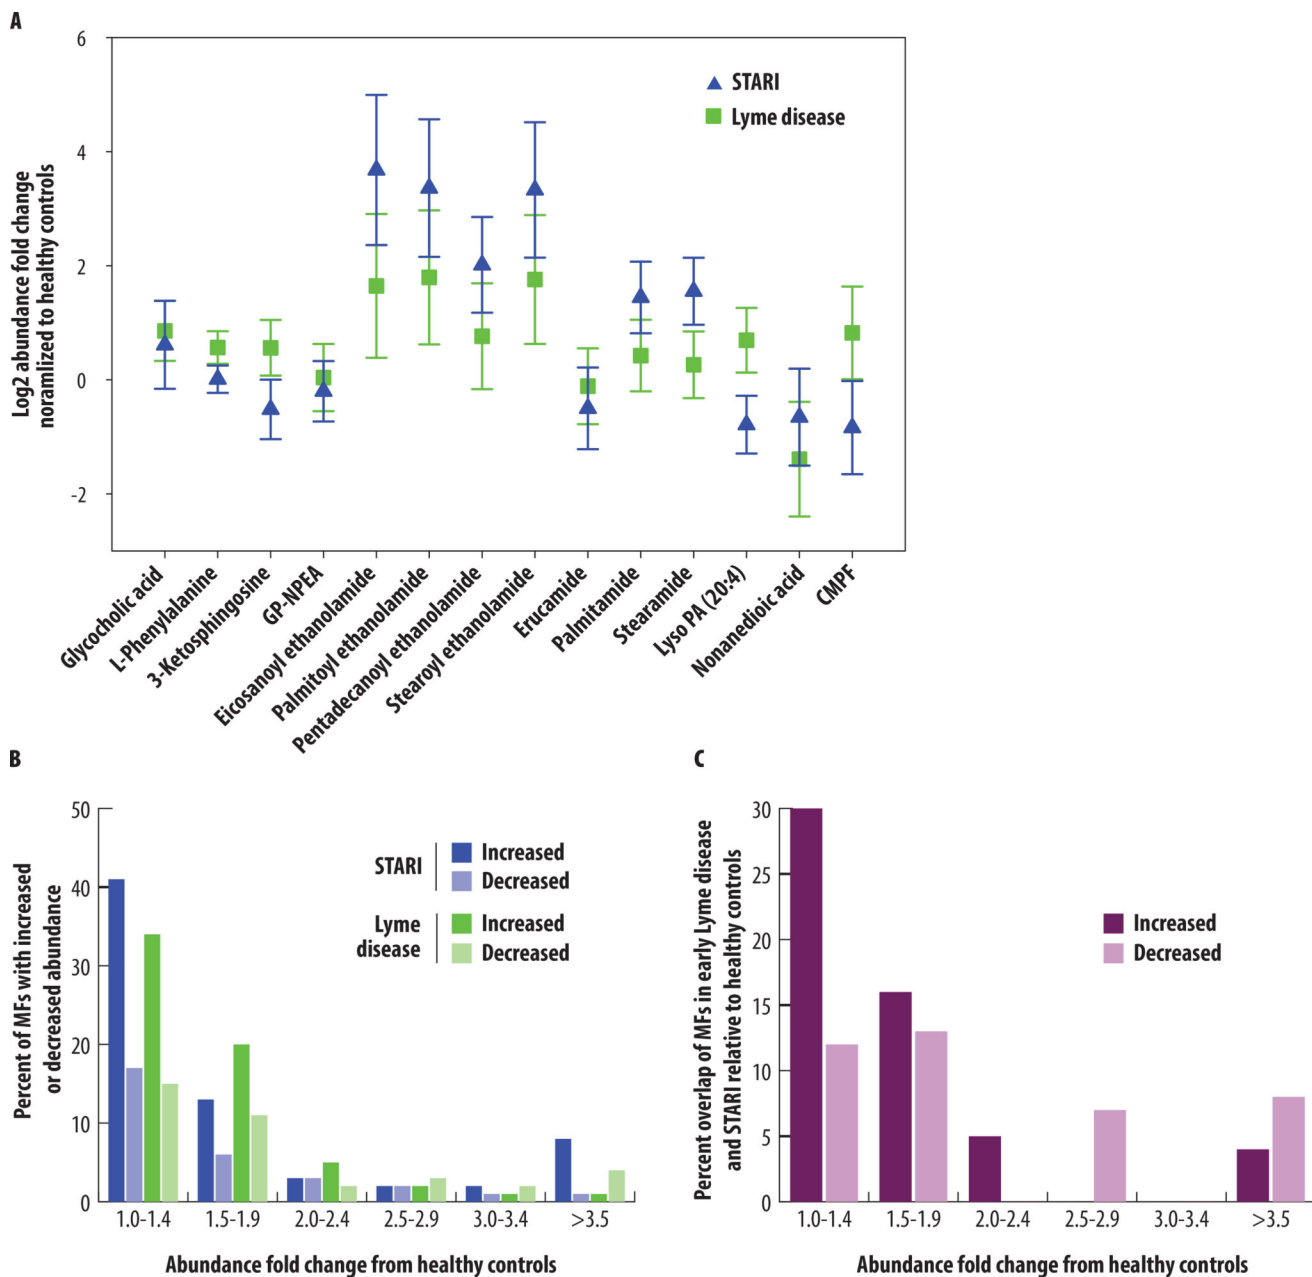 A
Log2 abundance fold change
noralized to healthy controls
6
4
2
0
-2
STARI
Lyme disease
Glycocholic acid
L-Phenylalanine
3-Ketosphingosine
GP-NPEA
Eicosanoyl ethanolamide
Palmitoyl ethanolamide
Pentadecanoyl ethanolamide
Stearoyl ethanolamide
Erucamide
Palmitamide
Stearamide
Lyso PA (20:4)
Nonanedioic acid
CMPF
B
Percent of MFs with increased
or decreased abundance
50
40
30
20
10
0
STARI
Increased
Decreased
Lyme
disease
Increased
Decreased
1.0-1.4
1.5-1.9
2.0-2.4
2.5-2.9
3.0-3.4
>3.5
Abundance fold change from healthy controls
C
Percent overlap of MFs in early Lyme disease
and STARI relative to healthy controls
30
25
20
15
10
5
0
Increased
Decreased
1.0-1.4
1.5-1.9
2.0-2.4
2.5-2.9
3.0-3.4
>3.5
Abundance fold change from healthy controls